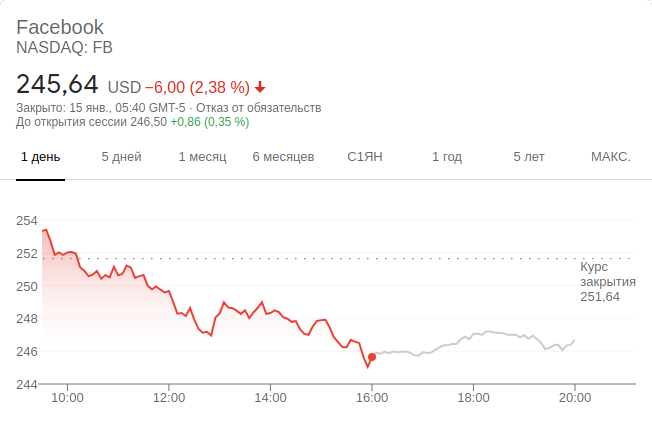 Facebook
NASDAQ: FB
245,64 USD −6,00 (2,38 %)
Закрыто: 15 янв., 05:40 GMT-5 · Отказ от обязательств
До открытия сессии 246,50 +0,86 (0,35 %)
1 день 5 дней 1 месяц 6 месяцев С1ЯН 1 год 5 лет МАКС.
254
252
Курс
закрытия
251,64
250
248
246
244
10:00 12:00 14:00 16:00 18:00 20:00